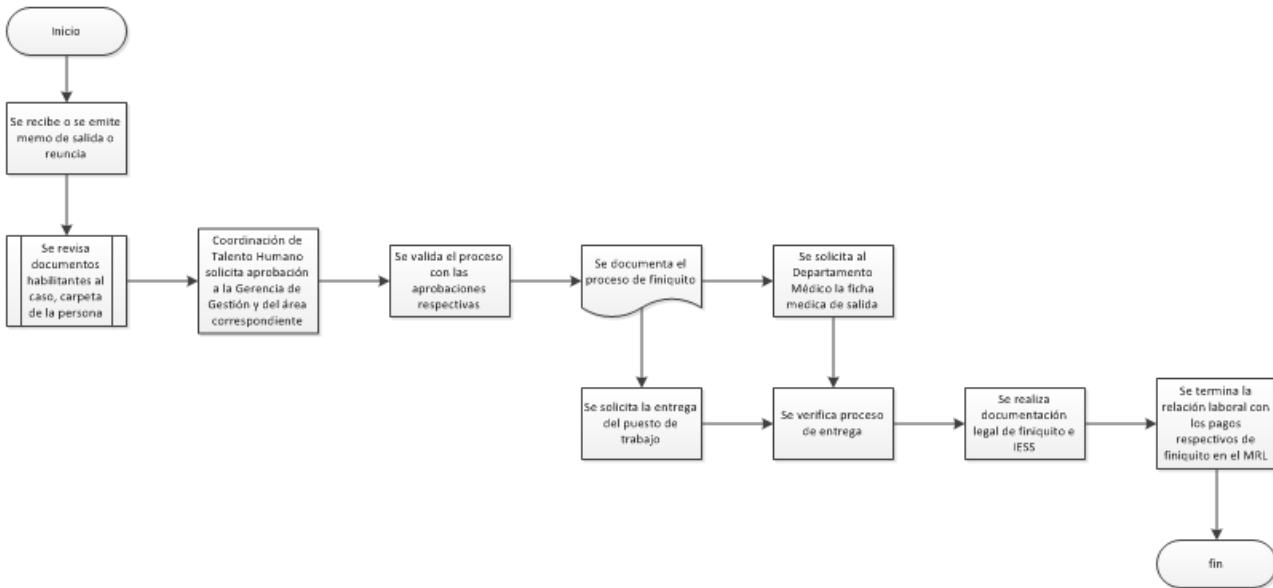 Inicio
Se recibe o se emite
memo de salida o
reuncia
Se revisa
documentos
habilitantes al
caso, carpeta
de la persona
Coordinación de
Talento Humano
solicita aprobación
a la Gerencia de
Gestión y del área
correspondiente
Se valida el proceso
con las
aprobaciones
respectivas
Se documenta el
proceso de finiquito
Se solicita al
Departamento
Médico la ficha
medica de salida
Se solicita la entrega
del puesto de
trabajo
Se verifica proceso
de entrega
Se realiza
documentación
legal de finiquito e
IESS
Se termina la
relación laboral con
los pagos
respectivos de
finiquito en el MRL
fin